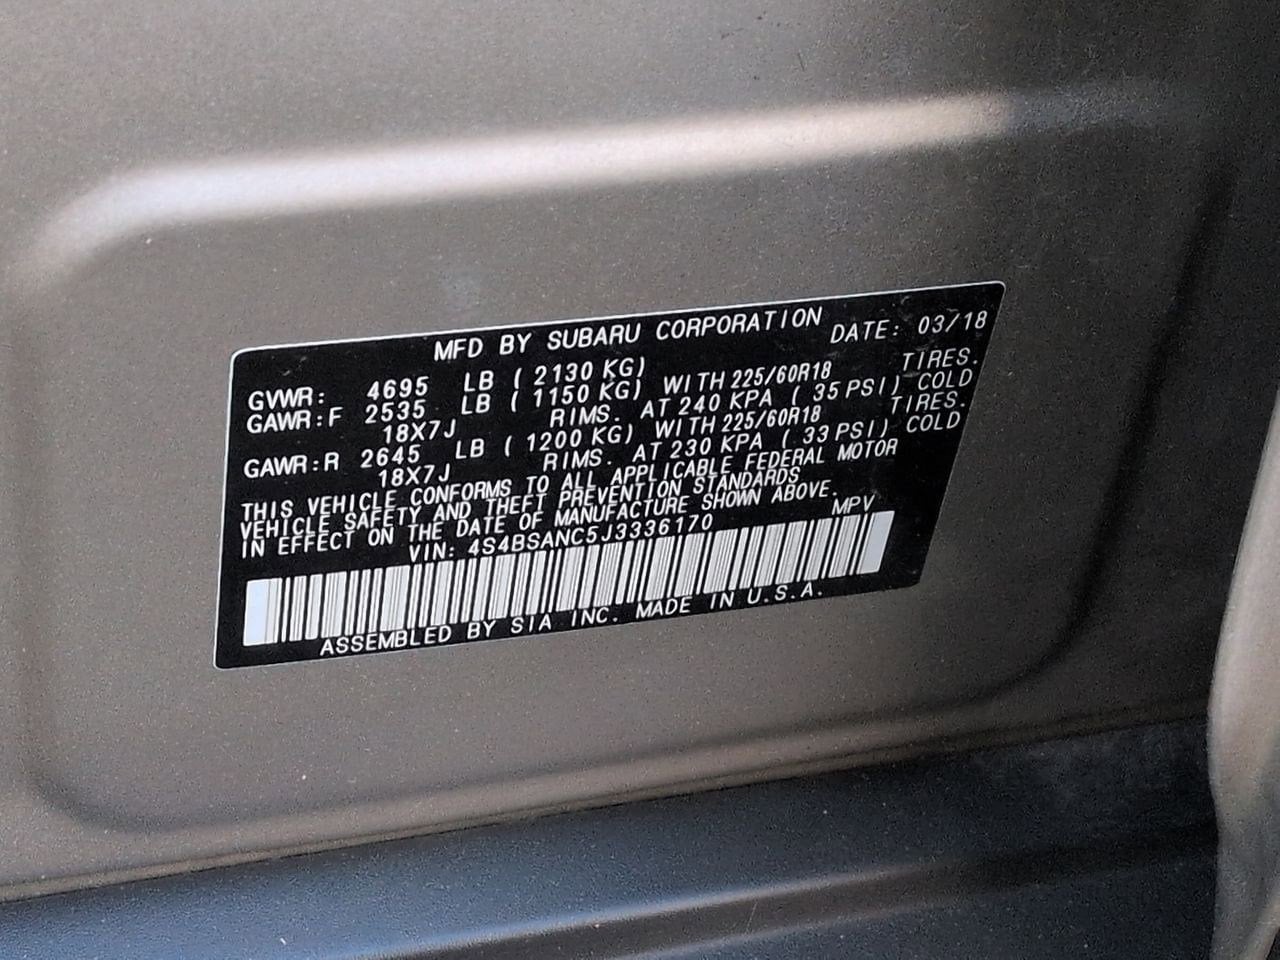 MFD BY SUBARU CORPORATION DATE: 03/18
GVWR: 4695 LB ( 2130 KG)
GAWR:F 2535 LB ( 1150 KG) WITH 225/60R18 TIRES.
18X7J RIMS. AT 240 KPA ( 35 PSI) COLD
GAWR:R 2645 LB ( 1200 KG) WITH 225/60R18 TIRES.
18X7J RIMS. AT 230 KPA ( 33 PSI) COLD
THIS VEHICLE CONFORMS TO ALL APPLICABLE FEDERAL MOTOR
VEHICLE SAFETY AND THEFT PREVENTION STANDARDS
IN EFFECT ON THE DATE OF MANUFACTURE SHOWN ABOVE.
VIN: 4S4BSANC5J3336170 MPV
ASSEMBLED BY SIA INC. MADE IN U.S.A.